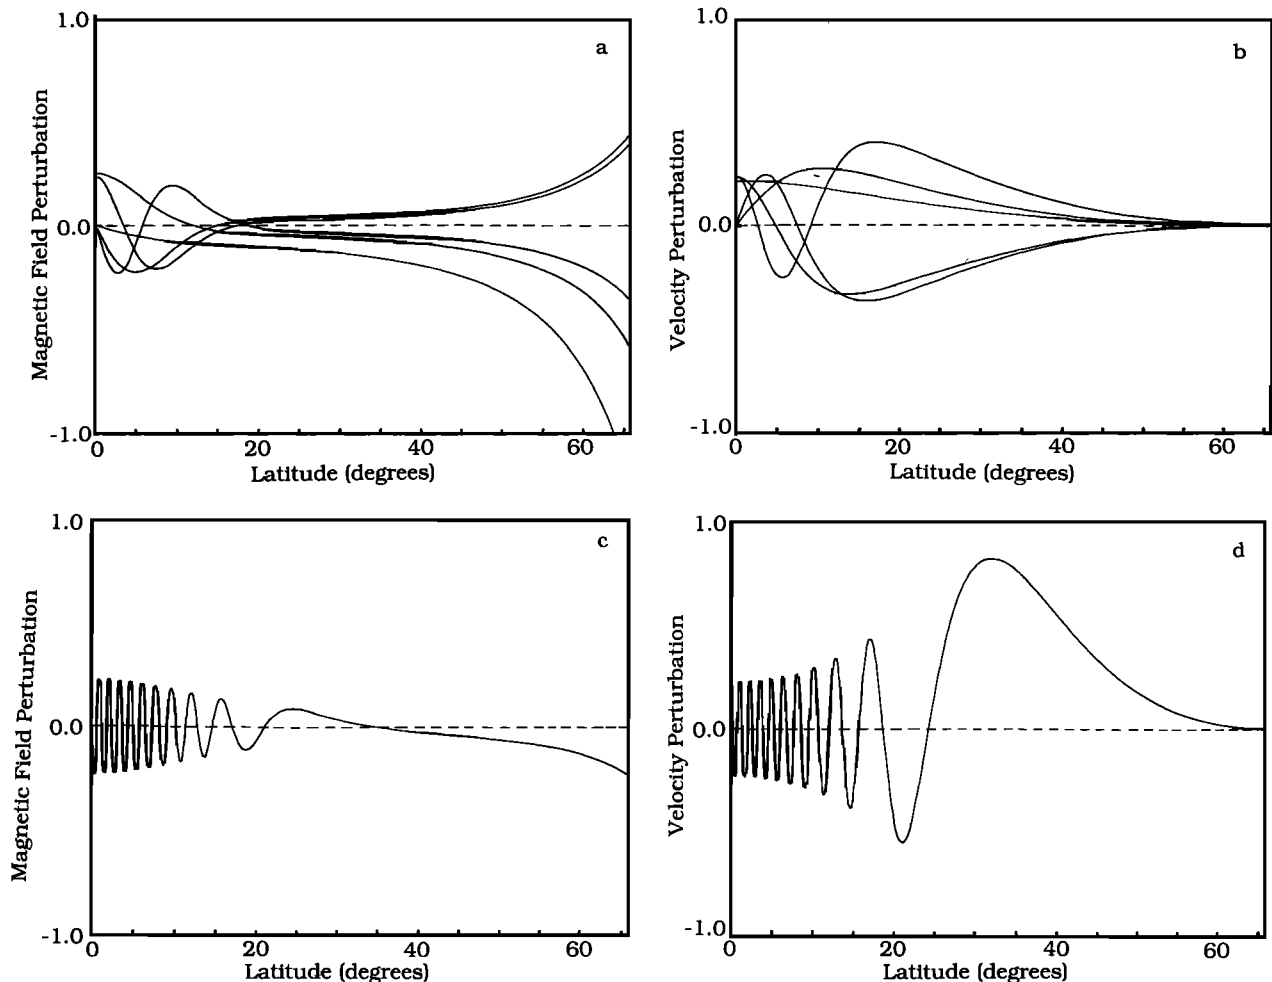 1.0
a
Magnetic Field Perturbation
0.0
-1.0
0 20 40 60
Latitude (degrees)
1.0
b
Velocity Perturbation
0.0
-1.0
0 20 40 60
Latitude (degrees)
1.0
c
Magnetic Field Perturbation
0.0
-1.0
0 20 40 60
Latitude (degrees)
1.0
d
Velocity Perturbation
0.0
-1.0
0 20 40 60
Latitude (degrees)